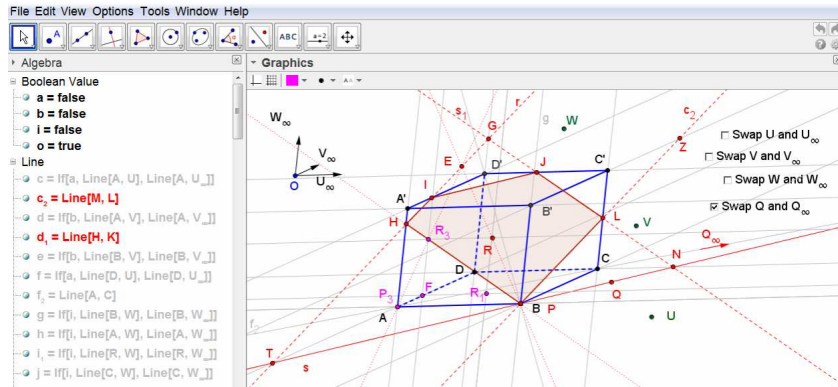 File Edit View Options Tools Window Help
A ABC a=2
Algebra
Graphics
Boolean Value
a = false
b = false
i = false
o = true
Line
c = If[a, Line[A, U], Line[A, U∞]]
c₂ = Line[M, L]
d = If[b, Line[A, V], Line[A, V∞]]
d₁ = Line[H, K]
e = If[b, Line[B, V], Line[B, V∞]]
f = If[a, Line[D, U], Line[D, U∞]]
f₂ = Line[A, C]
g = If[i, Line[B, W], Line[B, W∞]]
h = If[i, Line[A, W], Line[A, W∞]]
i₁ = If[i, Line[R, W], Line[R, W∞]]
j = If[i, Line[C, W], Line[C, W∞]]
W∞
V∞
O U∞
s₁ r
g W c₂
G
Z
E D' J C'
I
A' B'
H L V
R₃ R
D C
Q∞
N
P₃ F R₁ Q
A B P U
f₂
T s
Swap U and U∞
Swap V and V∞
Swap W and W∞
Swap Q and Q∞